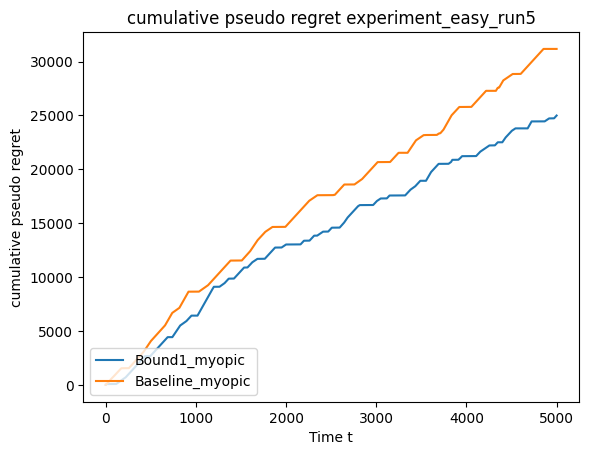 cumulative pseudo regret experiment_easy_run5
cumulative pseudo regret
30000
25000
20000
15000
10000
5000
0
Bound1_myopic
Baseline_myopic
0
1000
2000
3000
4000
5000
Time t